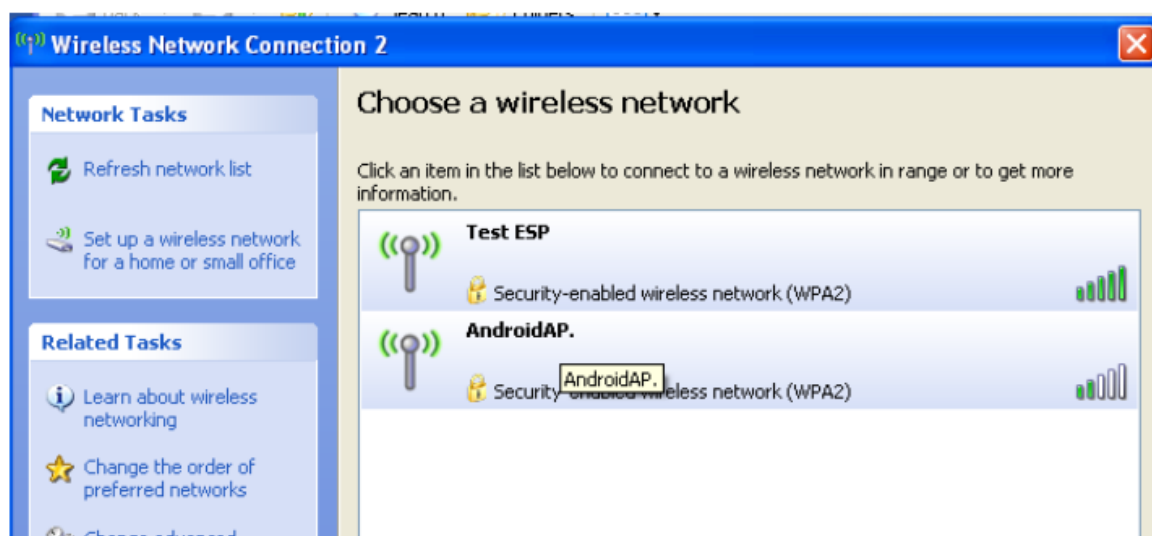 Wireless Network Connection 2
Network Tasks
Refresh network list
Set up a wireless network
for a home or small office
Related Tasks
Learn about wireless
networking
Change the order of
preferred networks
Change advanced
Choose a wireless network
Click an item in the list below to connect to a wireless network in range or to get more
information.
Test ESP
Security-enabled wireless network (WPA2)
AndroidAP.
AndroidAP.
Security-enabled wireless network (WPA2)